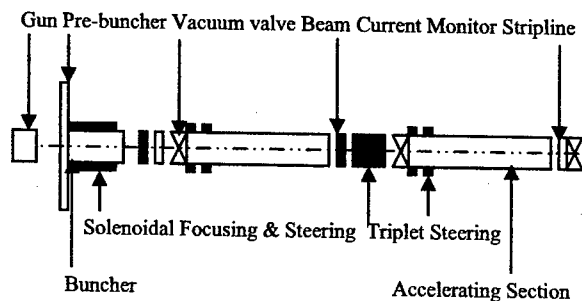 Gun Pre-buncher Vacuum valve Beam Current Monitor Stripline
Solenoidal Focusing & Steering Triplet Steering
Buncher Accelerating Section